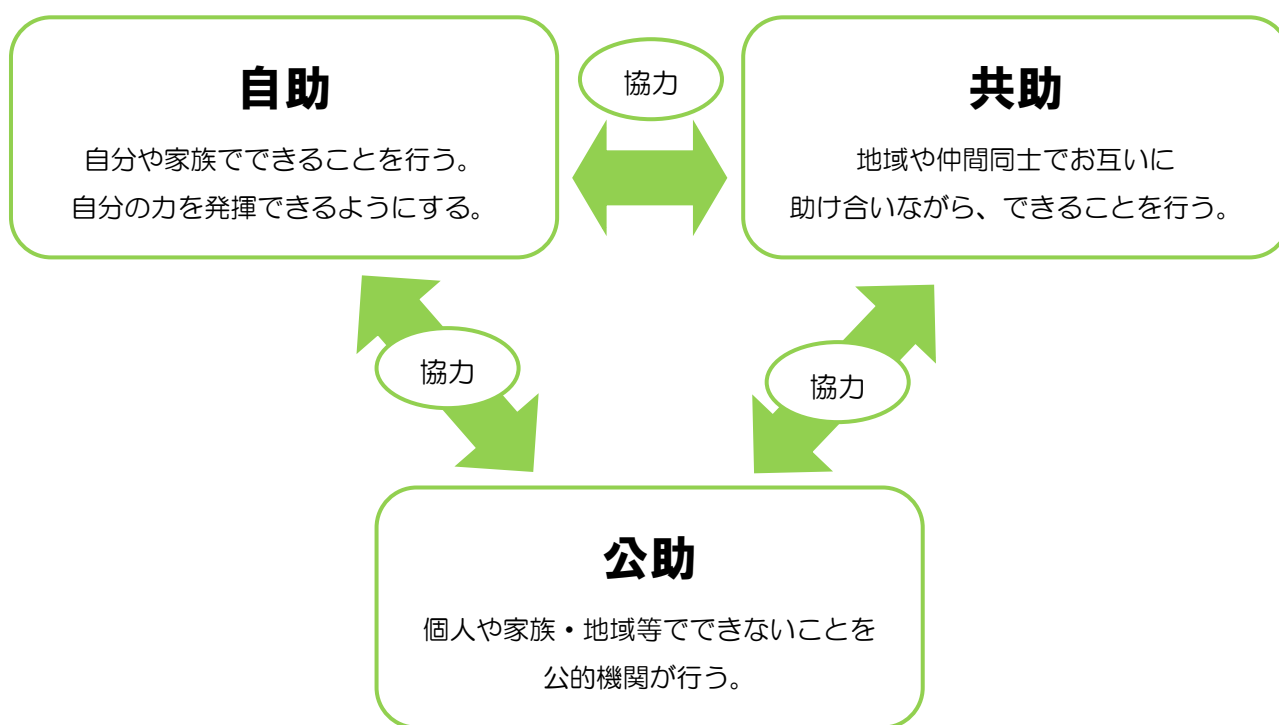 自助
自分や家族でできることを行う。
自分の力を発揮できるようにする。
協力
共助
地域や仲間同士でお互いに
助け合いながら、できることを行う。
協力
協力
公助
個人や家族・地域等でできないことを
公的機関が行う。